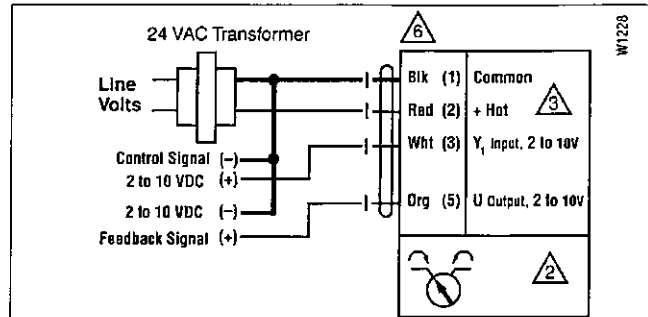 24 VAC Transformer
6
W1228
Line
Volts
Blk (1) Common
Red (2) + Hot
3
Wht (3) Y1 Input, 2 to 10V
Control Signal (−)
2 to 10 VDC (+)
2 to 10 VDC (−)
Feedback Signal (+)
Org (5) U Output, 2 to 10V
2